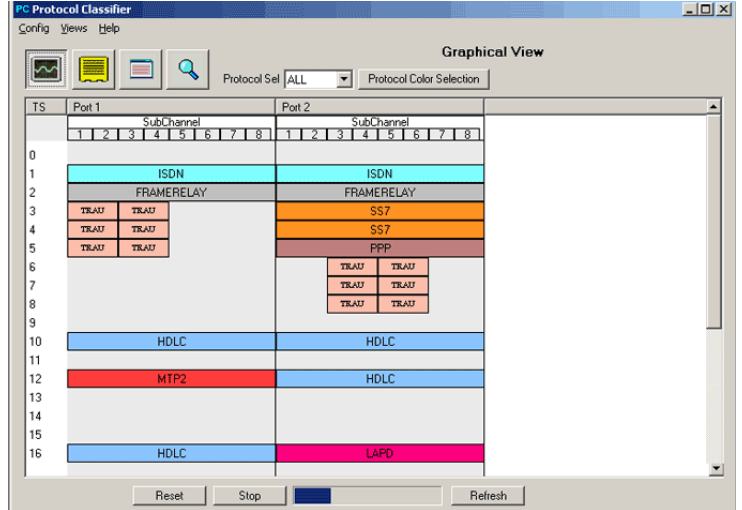 PC Protocol Classifier
Config Views Help
Graphical View
Protocol Sel ALL Protocol Color Selection
TS Port 1 Port 2
SubChannel SubChannel
1 2 3 4 5 6 7 8 1 2 3 4 5 6 7 8
0
1 ISDN ISDN
2 FRAMERELAY FRAMERELAY
3 TRAU TRAU SS7
4 TRAU TRAU SS7
5 TRAU TRAU PPP
6 TRAU TRAU
7 TRAU TRAU
8 TRAU TRAU
9
10 HDLC HDLC
11
12 MTP2 HDLC
13
14
15
16 HDLC LAPD
Reset Stop Refresh